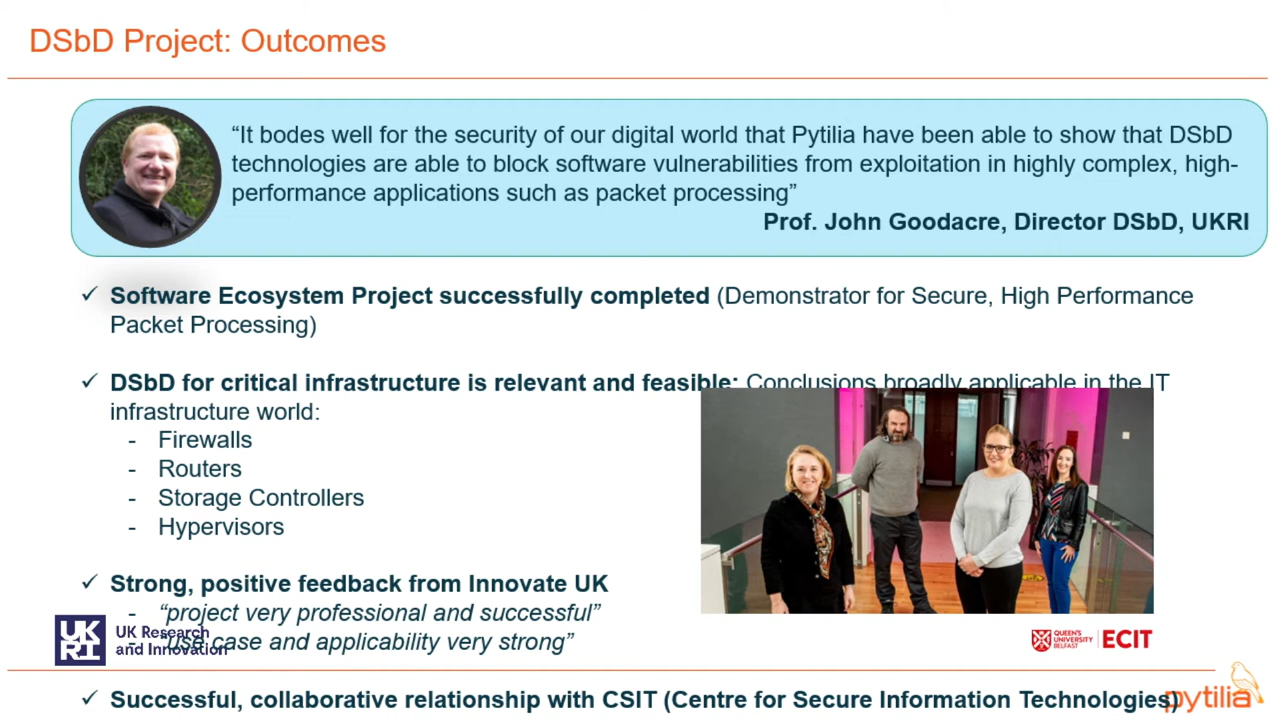 DSbD Project: Outcomes
“It bodes well for the security of our digital world that Pytilia have been able to show that DSbD
technologies are able to block software vulnerabilities from exploitation in highly complex, high-
performance applications such as packet processing”
Prof. John Goodacre, Director DSbD, UKRI
✓ Software Ecosystem Project successfully completed (Demonstrator for Secure, High Performance
Packet Processing)
✓ DSbD for critical infrastructure is relevant and feasible: Conclusions broadly applicable in the IT
infrastructure world:
- Firewalls
- Routers
- Storage Controllers
- Hypervisors
✓ Strong, positive feedback from Innovate UK
- “project very professional and successful”
- “use case and applicability very strong”
UKRI
UK Research
and Innovation
QUEEN'S
UNIVERSITY
BELFAST
ECIT
✓ Successful, collaborative relationship with CSIT (Centre for Secure Information Technologies)
pytilia